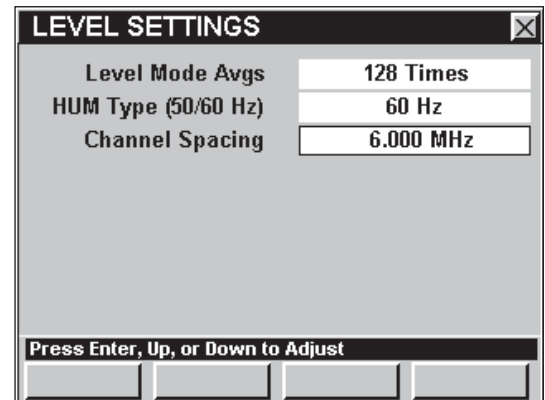 LEVEL SETTINGS
Level Mode Avgs 128 Times
HUM Type (50/60 Hz) 60 Hz
Channel Spacing 6.000 MHz
Press Enter, Up, or Down to Adjust